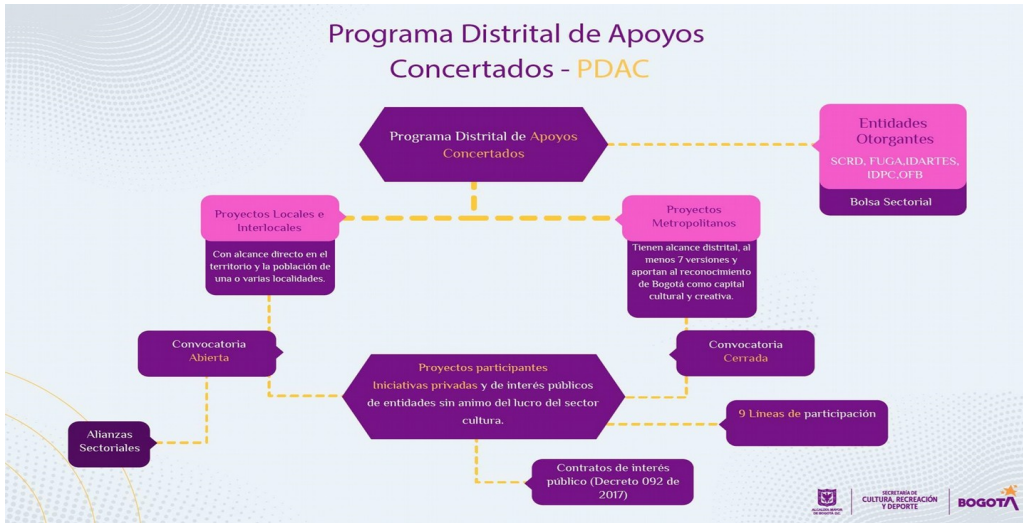 Programa Distrital de Apoyos
Concertados - PDAC
Programa Distrital de Apoyos
Concertados
Entidades
Otorgantes
SCRD, FUGA,IDARTES,
IDPC,OFB
Bolsa Sectorial
Proyectos Locales e
Interlocales
Con alcance directo en el
territorio y la población de
una o varias localidades.
Proyectos
Metropolitanos
Tienen alcance distrital, al
menos 7 versiones y
aportan al reconocimiento
de Bogotá como capital
cultural y creativa.
Convocatoria
Abierta
Convocatoria
Cerrada
Proyectos participantes
Iniciativas privadas y de interés públicos
de entidades sin animo del lucro del sector
cultura.
Alianzas
Sectoriales
9 Líneas de participación
Contratos de interés
público (Decreto 092 de
2017)
ALCALDÍA MAYOR
DE BOGOTÁ D.C.
SECRETARÍA DE
CULTURA, RECREACIÓN
Y DEPORTE
BOGOTÁ